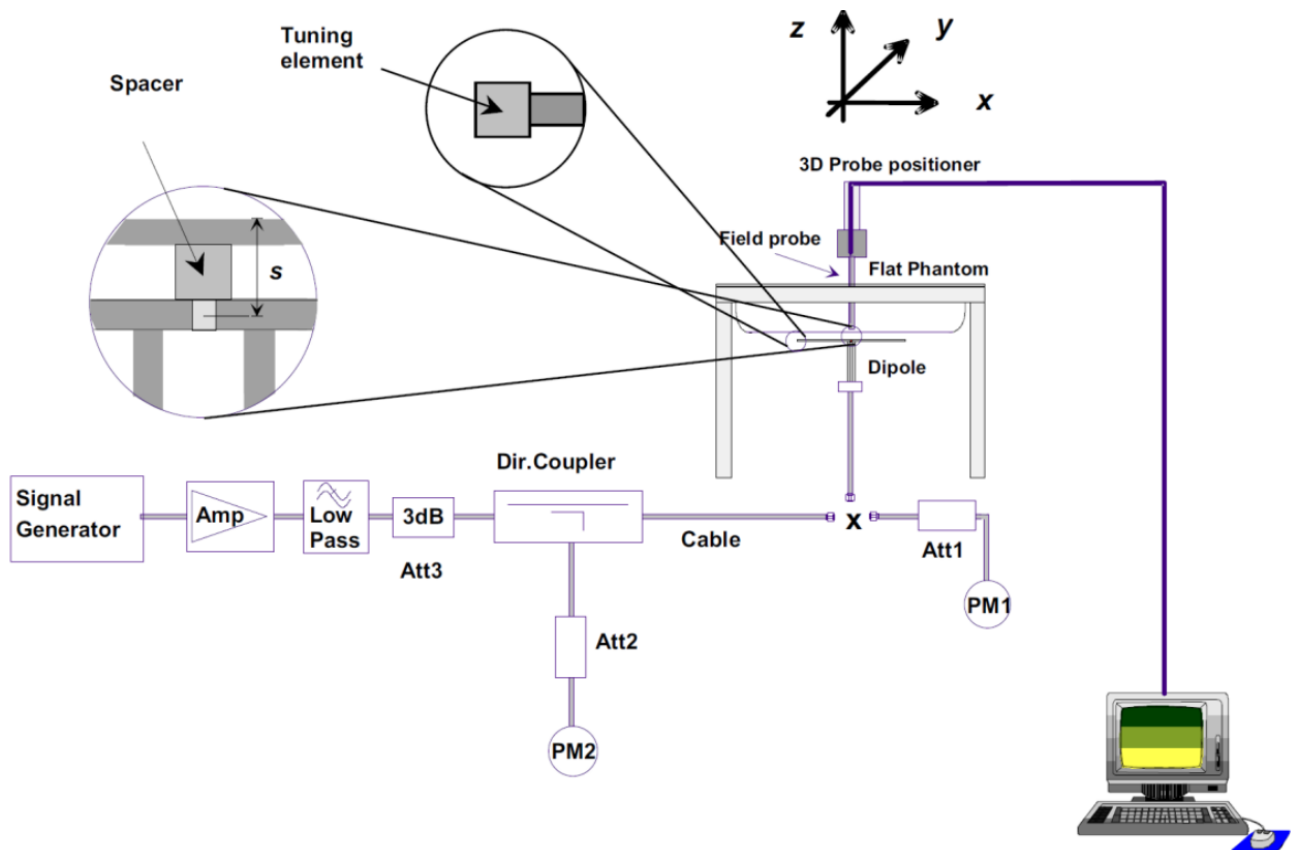 Tuning
element
Spacer
z
y
x
3D Probe positioner
Field probe
Flat Phantom
s
Dipole
Dir.Coupler
Signal
Generator
Amp
Low
Pass
3dB
Att3
Cable
x
Att1
PM1
Att2
PM2